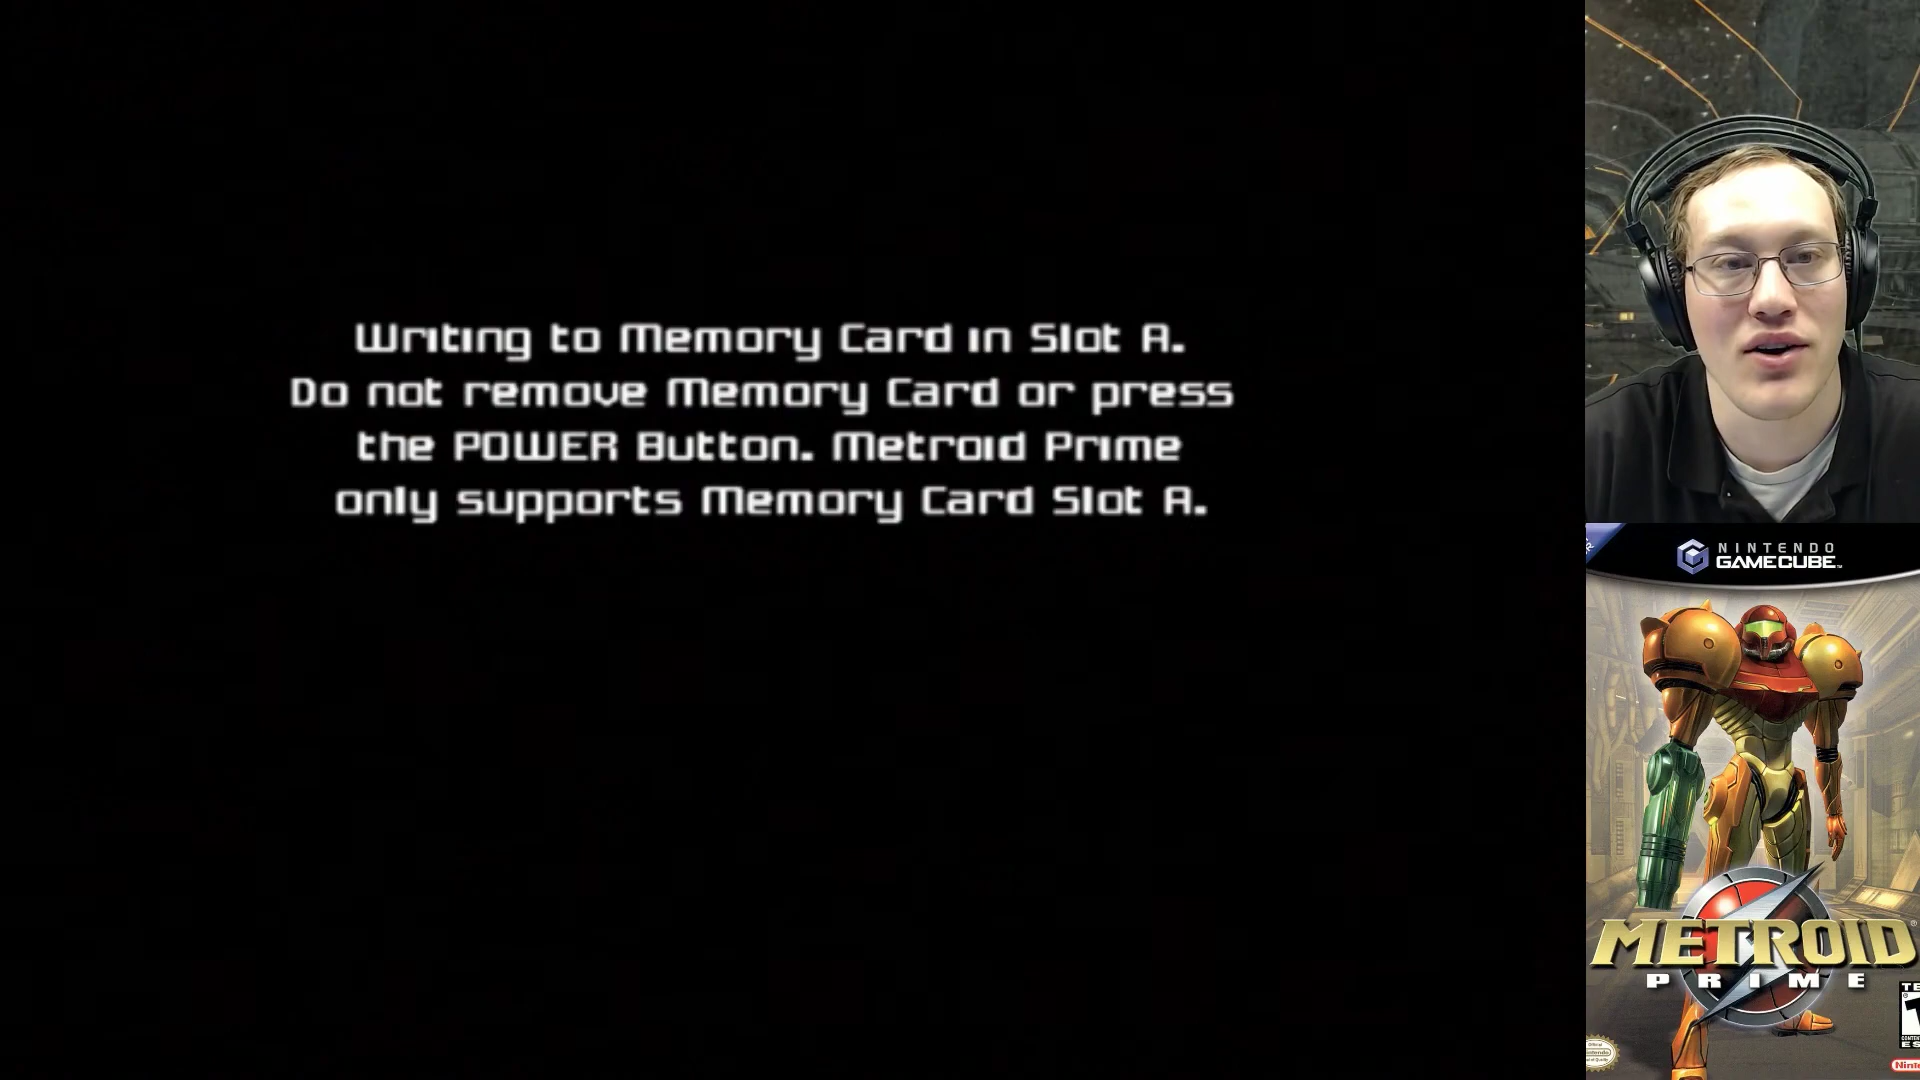 Writing to Memory Card in Slot A.
Do not remove Memory Card or press
the POWER Button. Metroid Prime
only supports Memory Card Slot A.
NINTENDO
GAMECUBE™
METROID®
PRIME